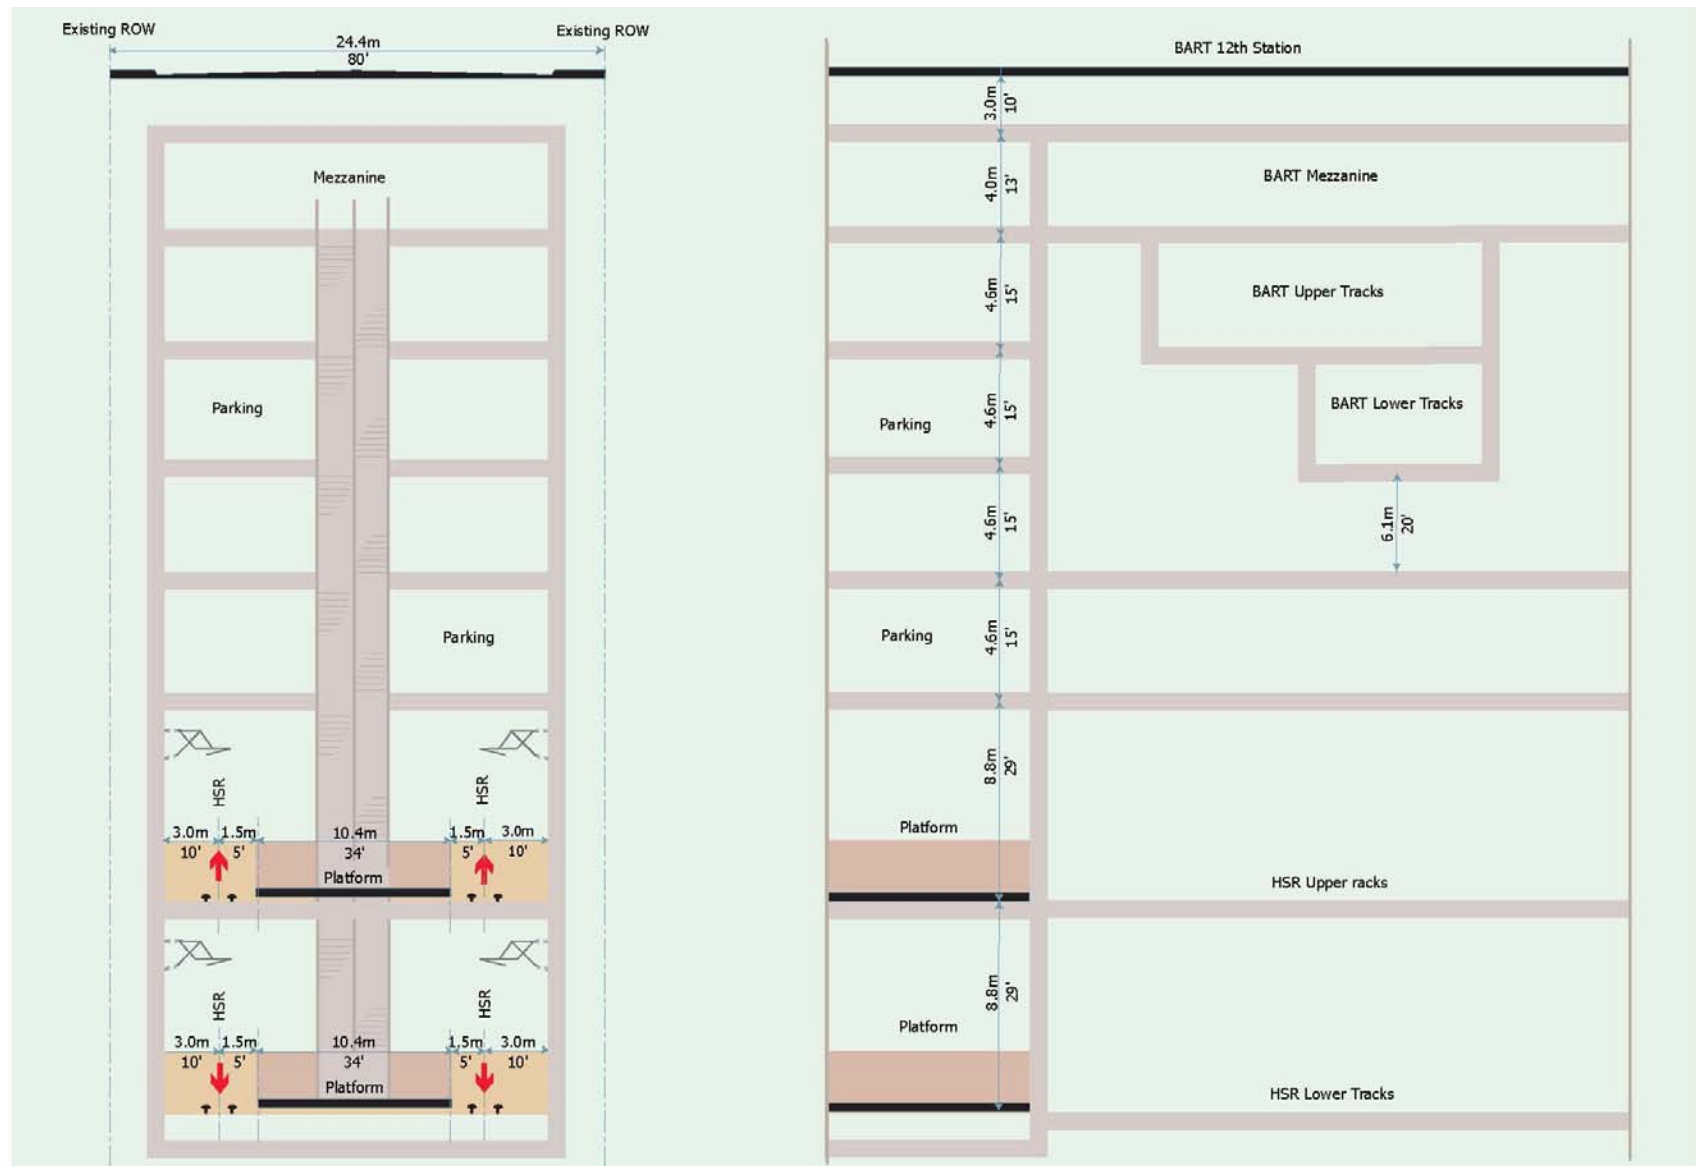 Existing ROW
Existing ROW
24.4m
80'
Mezzanine
Parking
Parking
HSR
HSR
3.0m
1.5m
10.4m
1.5m
3.0m
10'
5'
34'
5'
10'
Platform
HSR
HSR
3.0m
1.5m
10.4m
1.5m
3.0m
10'
5'
34'
5'
10'
Platform
BART 12th Station
3.0m
10'
4.0m
13'
BART Mezzanine
4.6m
15'
BART Upper Tracks
4.6m
15'
Parking
BART Lower Tracks
4.6m
15'
6.1m
20'
4.6m
15'
Parking
8.8m
29'
Platform
HSR Upper racks
8.8m
29'
Platform
HSR Lower Tracks